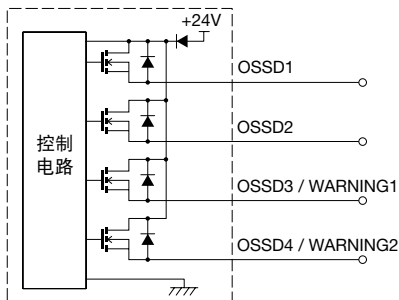 +24V
OSSD1
OSSD2
控制
电路
OSSD3 / WARNING1
OSSD4 / WARNING2